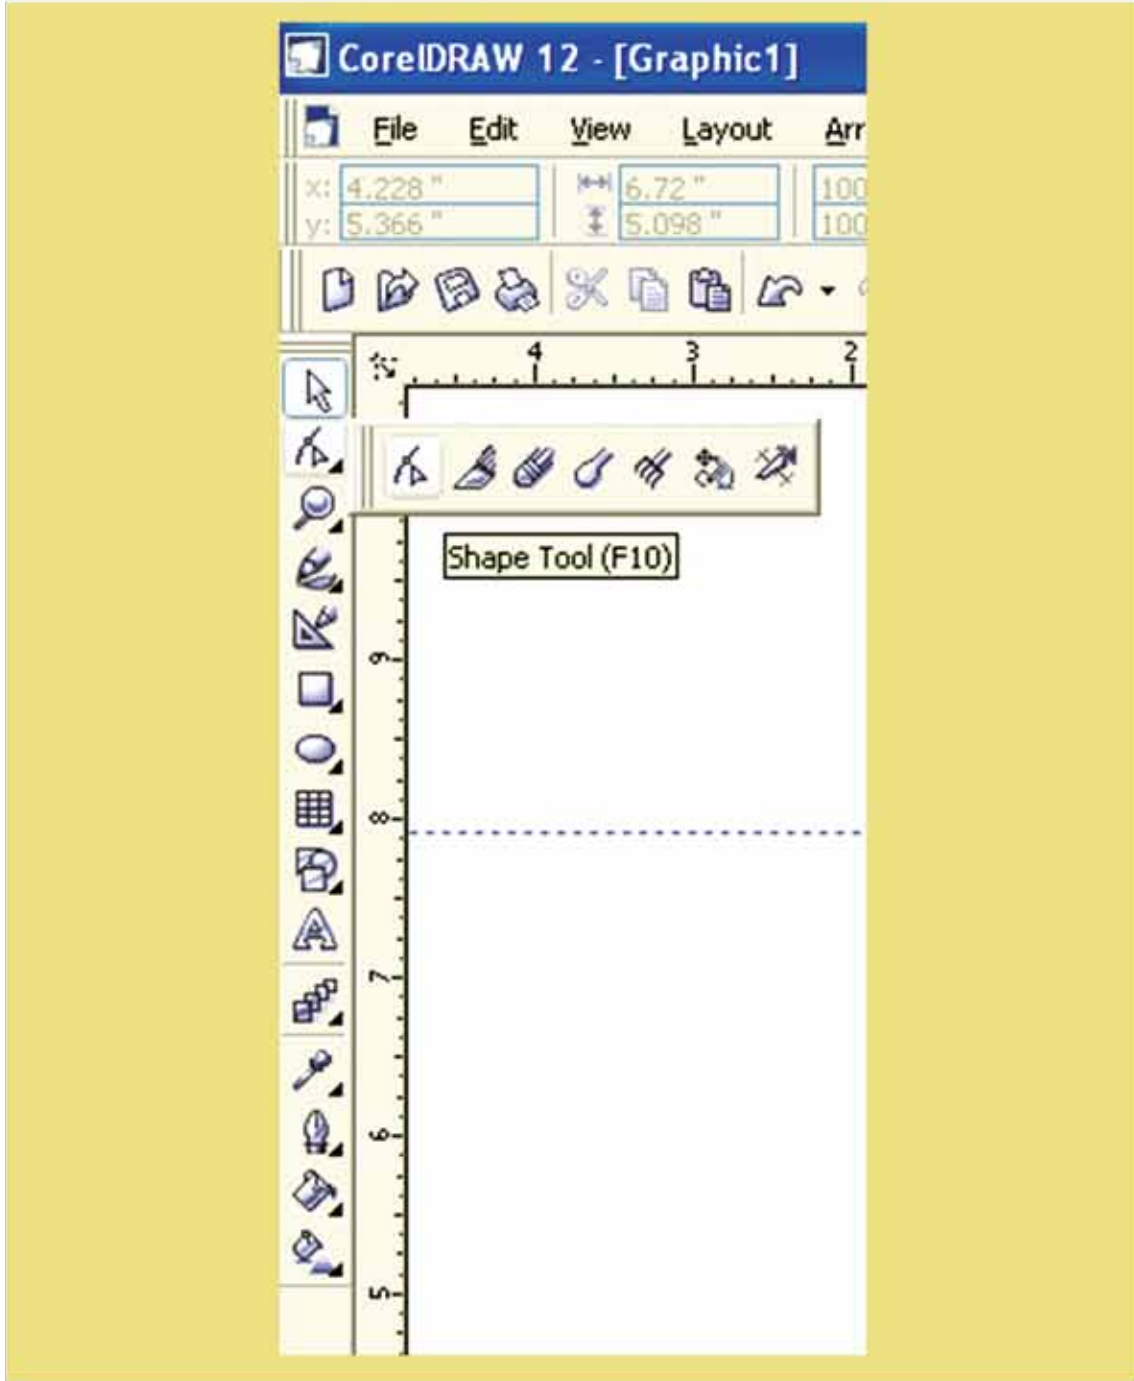 CorelDRAW 12 - [Graphic1]
File Edit View Layout Arr
x: 4.228 " 6.72 " 100
y: 5.366 " 5.098 " 100
4 3 2
Shape Tool (F10)
9
8
7
6
5